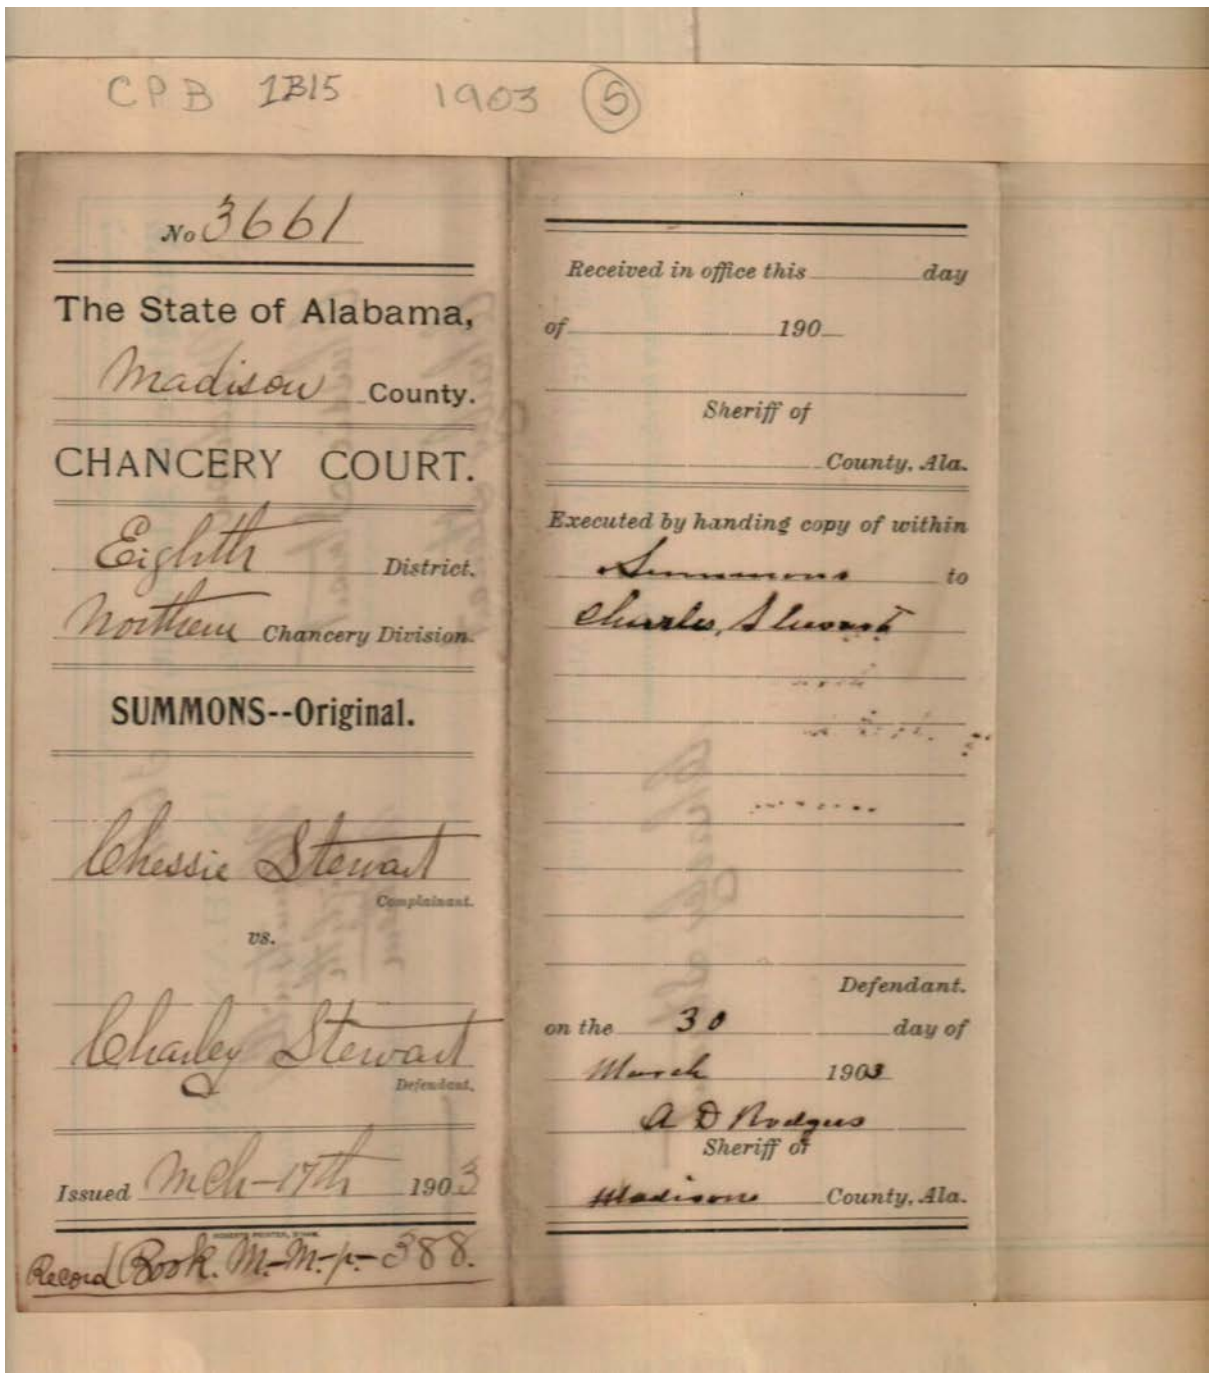 CPB 1B15 1903 5
No 3661
The State of Alabama,
Madison County.
CHANCERY COURT.
Eighth District.
Northern Chancery Division.
SUMMONS--Original.
Chessie Stewart
Complainant.
vs.
Charley Stewart
Defendant.
Issued Mch-17th 1903
Record Book. M.-M.-p.-388.
Received in office this day
of 190
Sheriff of
County, Ala.
Executed by handing copy of within
Summons to
Charles, Stewart
Defendant.
on the 30 day of
March 1903
A D Rodgers
Sheriff of
Madison County, Ala.